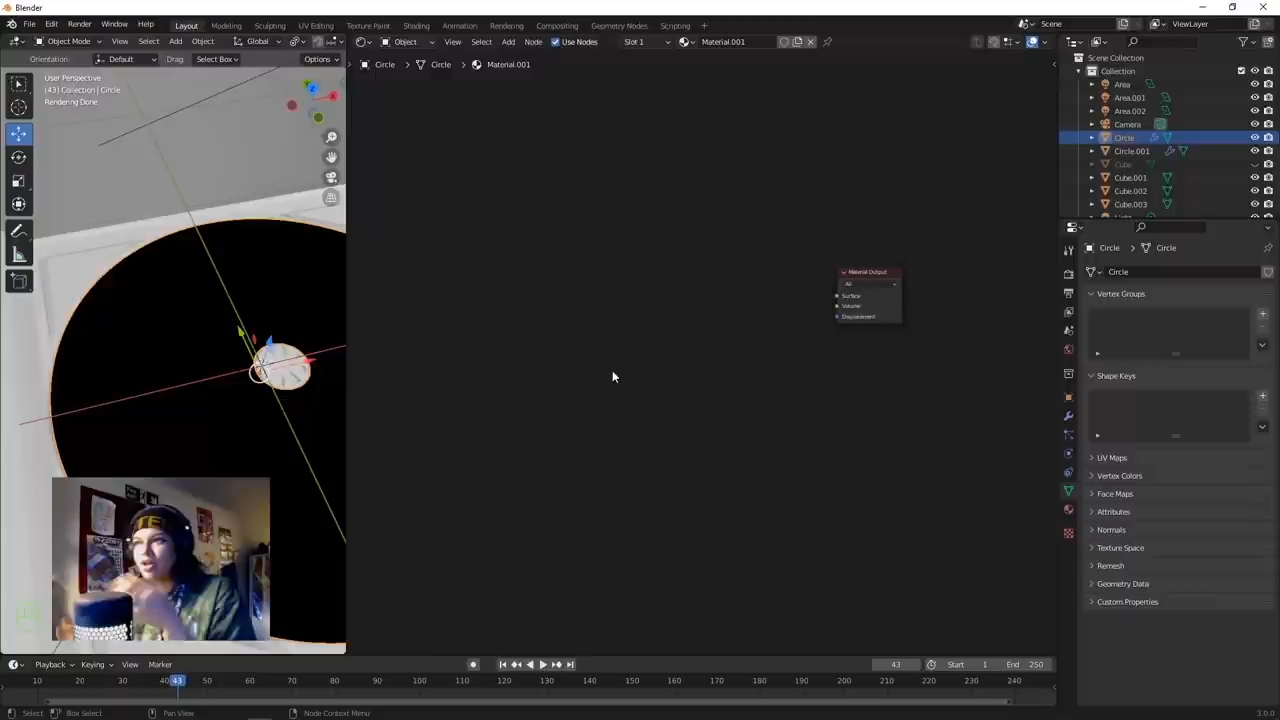 Blender
File Edit Render Window Help Layout Modeling Sculpting UV Editing Texture Paint Shading Animation Rendering Compositing Geometry Nodes Scripting + Scene ViewLayer
Object Mode View Select Add Object Global Object View Select Add Node Use Nodes Slot 1 Material.001
Orientation: Default Drag: Select Box Options
Circle Circle Material.001
User Perspective
(43) Collection | Circle
Rendering Done
Material Output
All
Surface
Volume
Displacement
Scene Collection
Collection
Area
Area.001
Area.002
Camera
Circle
Circle.001
Cube
Cube.001
Cube.002
Cube.003
Circle Circle
Circle
Vertex Groups
Shape Keys
UV Maps
Vertex Colors
Face Maps
Attributes
Normals
Texture Space
Remesh
Geometry Data
Custom Properties
Playback Keying View Marker 43 Start 1 End 250
10 20 30 40 43 50 60 70 80 90 100 110 120 130 140 150 160 170 180 190 200 210 220 230 240
Select Box Select Pan View Node Context Menu 3.0.0